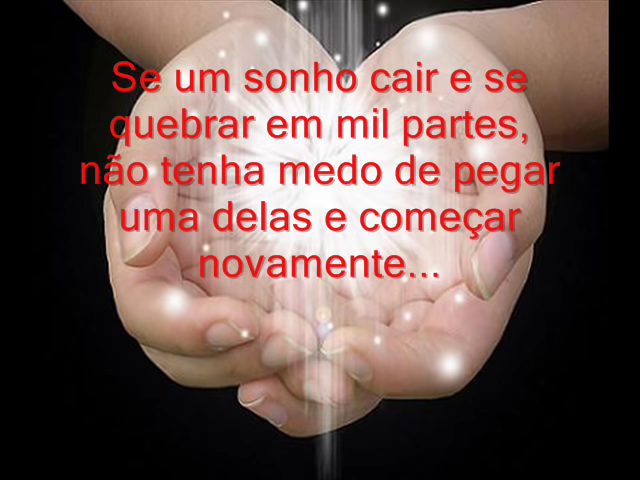 Se um sonho cair e se
quebrar em mil partes,
não tenha medo de pegar
uma delas e começar
novamente...